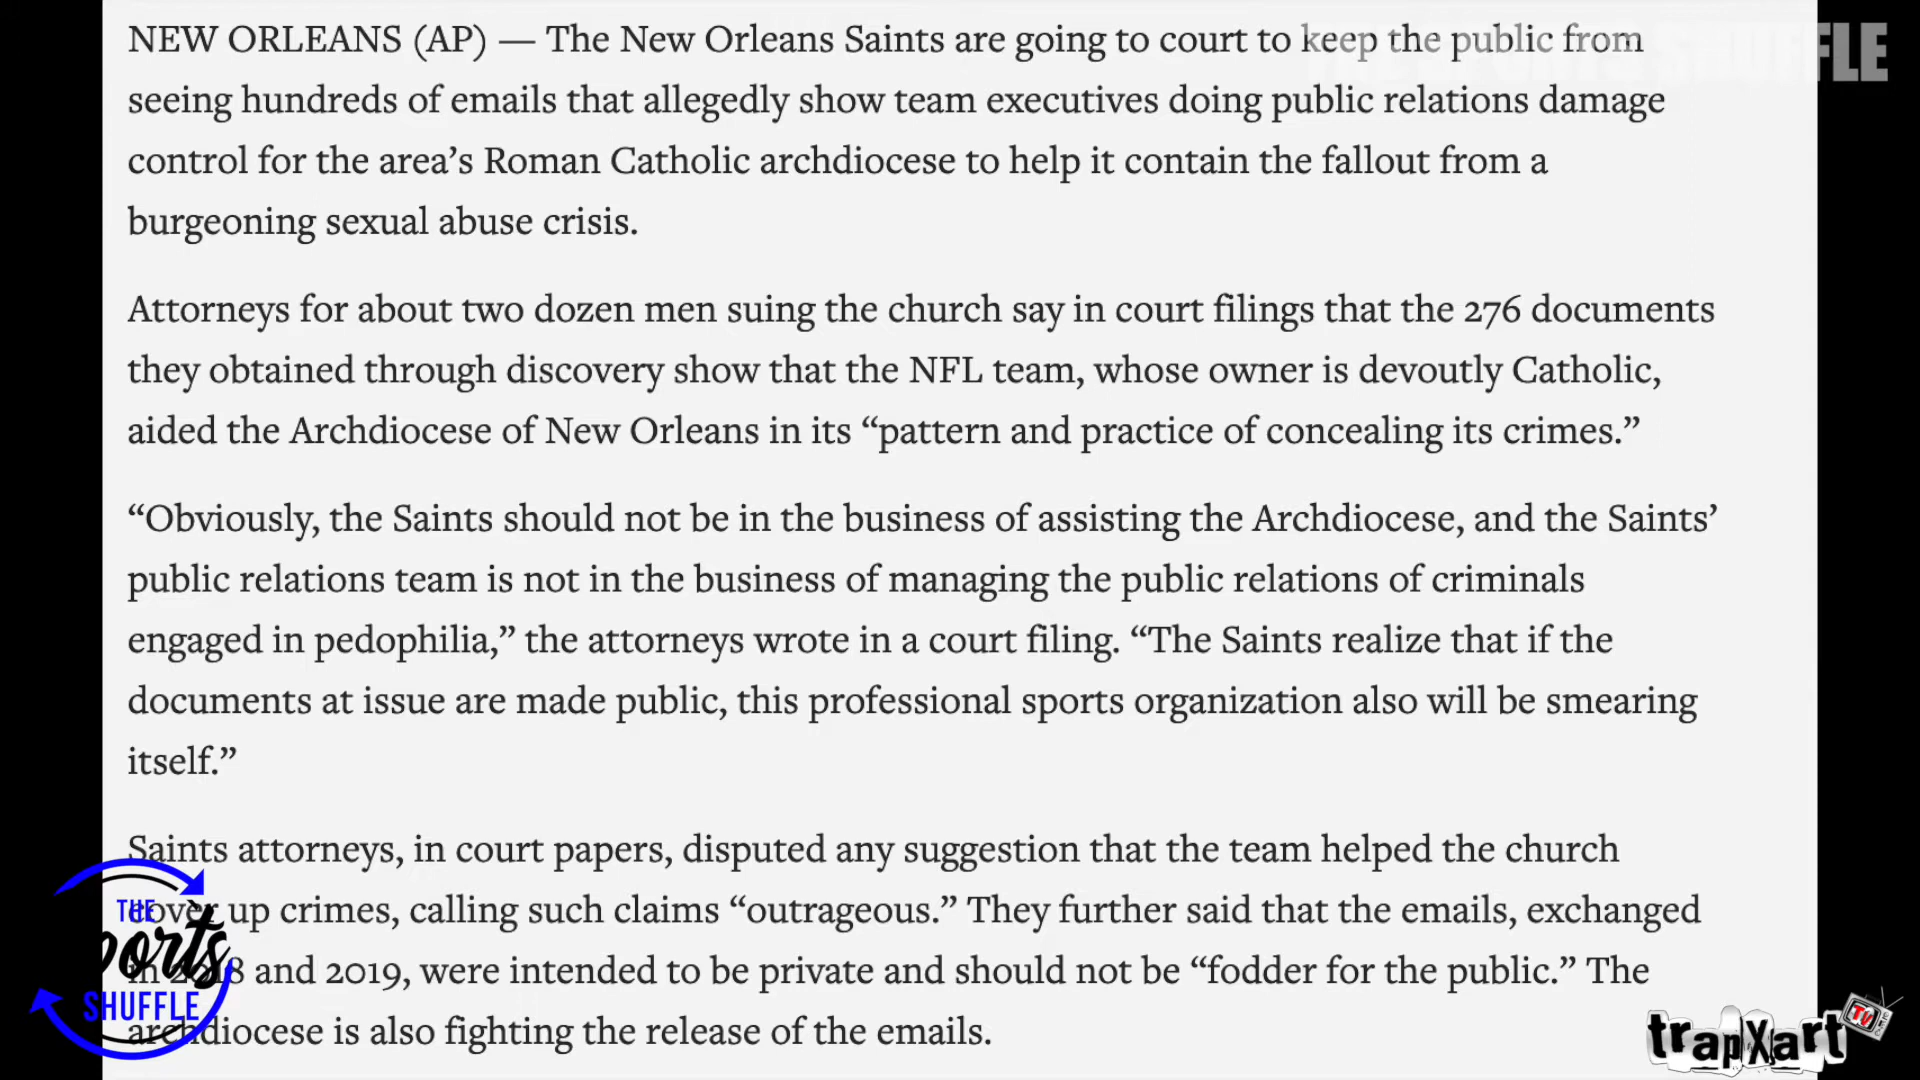 NEW ORLEANS (AP) — The New Orleans Saints are going to court to keep the public from
seeing hundreds of emails that allegedly show team executives doing public relations damage
control for the area’s Roman Catholic archdiocese to help it contain the fallout from a
burgeoning sexual abuse crisis.
Attorneys for about two dozen men suing the church say in court filings that the 276 documents
they obtained through discovery show that the NFL team, whose owner is devoutly Catholic,
aided the Archdiocese of New Orleans in its “pattern and practice of concealing its crimes.”
“Obviously, the Saints should not be in the business of assisting the Archdiocese, and the Saints’
public relations team is not in the business of managing the public relations of criminals
engaged in pedophilia,” the attorneys wrote in a court filing. “The Saints realize that if the
documents at issue are made public, this professional sports organization also will be smearing
itself.”
Saints attorneys, in court papers, disputed any suggestion that the team helped the church
cover up crimes, calling such claims “outrageous.” They further said that the emails, exchanged
in 2018 and 2019, were intended to be private and should not be “fodder for the public.” The
archdiocese is also fighting the release of the emails.
THE SPORTS SHUFFLE
THE
Sports
SHUFFLE
trapXart
TV